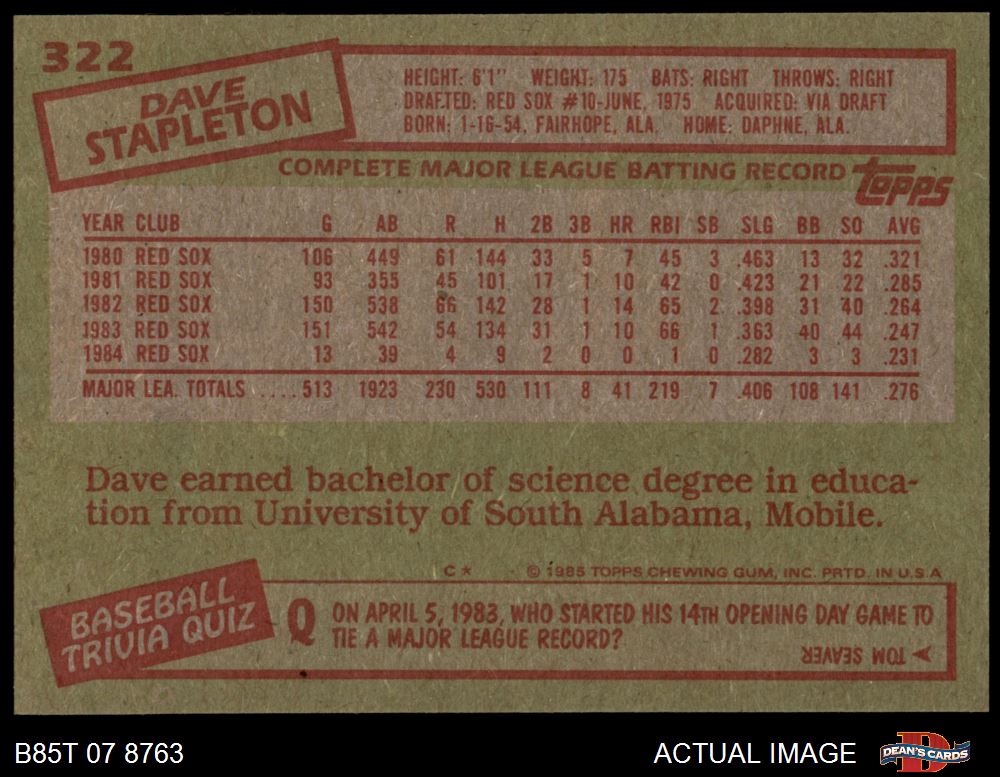 322
DAVE
STAPLETON
HEIGHT: 6'1" WEIGHT: 175 BATS: RIGHT THROWS: RIGHT
DRAFTED: RED SOX #10-JUNE, 1975 ACQUIRED: VIA DRAFT
BORN: 1-16-54, FAIRHOPE, ALA. HOME: DAPHNE, ALA.
COMPLETE MAJOR LEAGUE BATTING RECORD topps
YEAR CLUB G AB R H 2B 3B HR RBI SB SLG BB SO AVG
1980 RED SOX 106 449 61 144 33 5 7 45 3 .463 13 32 .321
1981 RED SOX 93 355 45 101 17 1 10 42 0 .423 21 22 .285
1982 RED SOX 150 538 66 142 28 1 14 65 2 .398 31 40 .264
1983 RED SOX 151 542 54 134 31 1 10 66 1 .363 40 44 .247
1984 RED SOX 13 39 4 9 2 0 0 1 0 .282 3 3 .231
MAJOR LEA. TOTALS ....513 1923 230 530 111 8 41 219 7 .406 108 141 .276
Dave earned bachelor of science degree in educa-
tion from University of South Alabama, Mobile.
C* © 1985 TOPPS CHEWING GUM, INC. PRTD. IN U.S.A
BASEBALL
TRIVIA QUIZ
Q ON APRIL 5, 1983, WHO STARTED HIS 14TH OPENING DAY GAME TO
TIE A MAJOR LEAGUE RECORD?
TOM SEAVER
B85T 07 8763 ACTUAL IMAGE DEAN'S CARDS